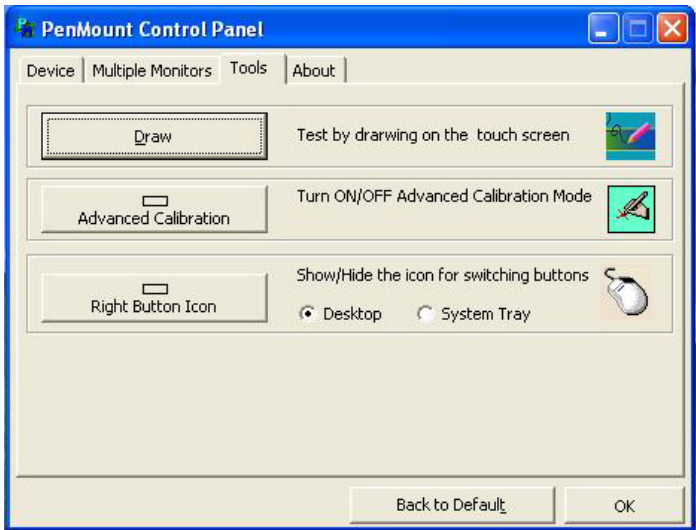 PenMount Control Panel
Device Multiple Monitors Tools About
Draw Test by drarwing on the touch screen
Advanced Calibration Turn ON/OFF Advanced Calibration Mode
Right Button Icon Show/Hide the icon for switching buttons
Desktop System Tray
Back to Default OK